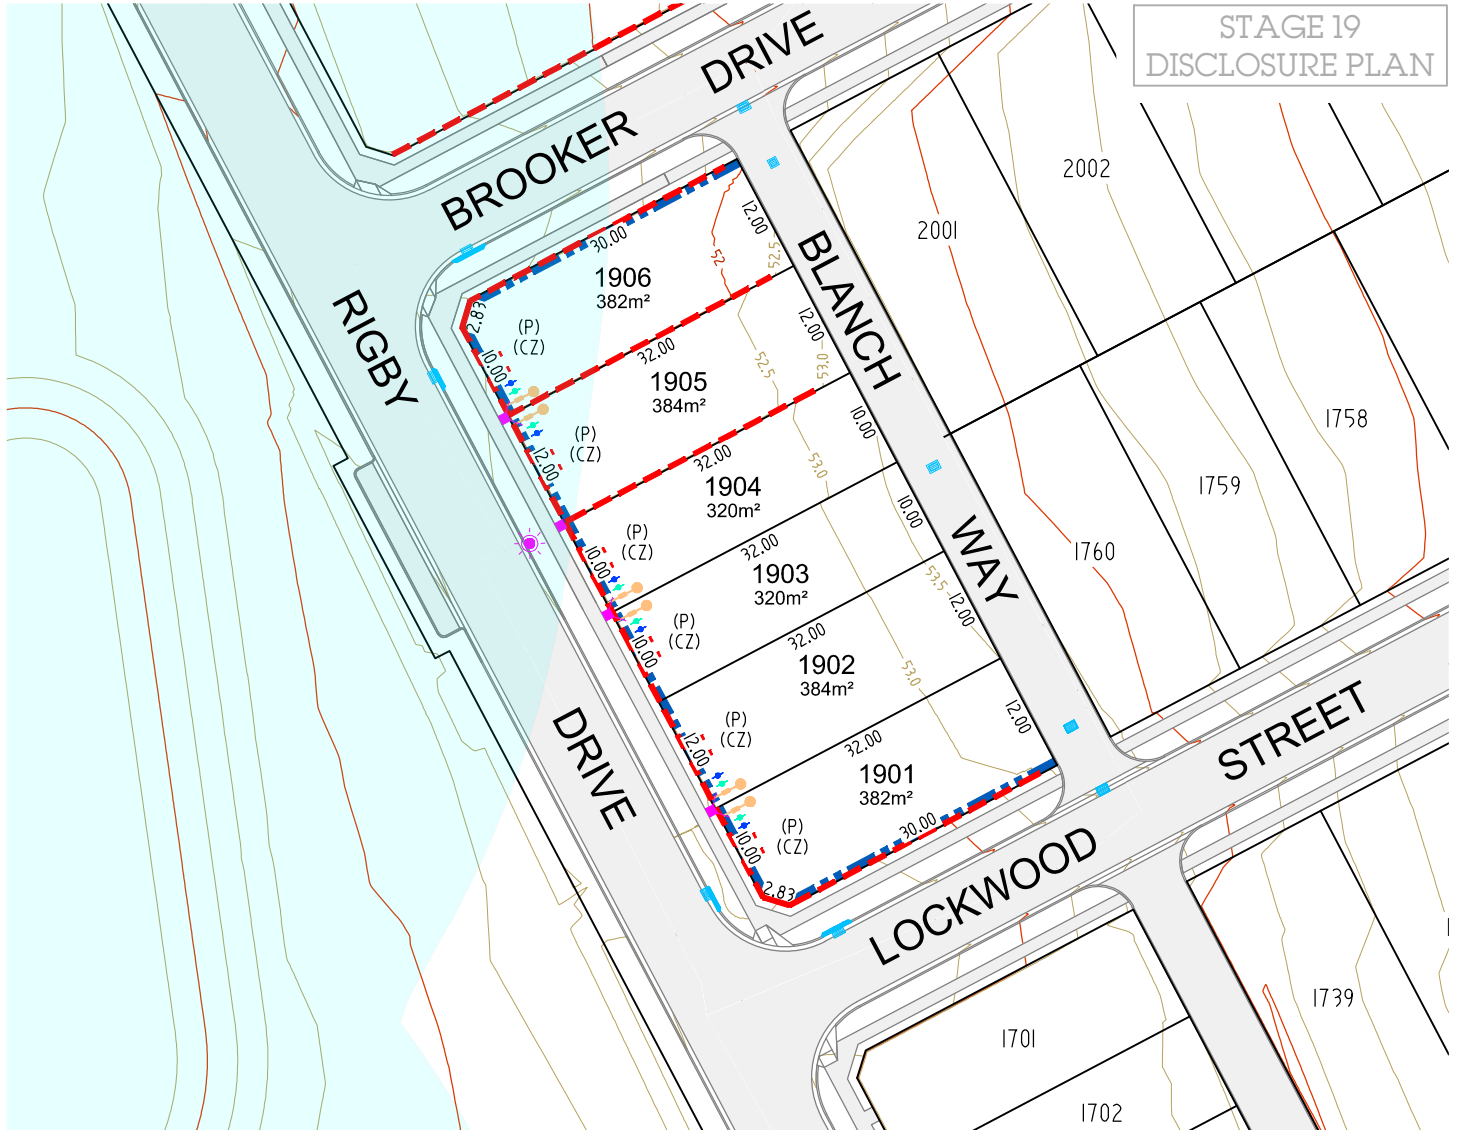 STAGE 19
DISCLOSURE PLAN
BROOKER DRIVE
RIGBY DRIVE
BLANCH WAY
LOCKWOOD STREET
2002
2001
1758
1759
1760
1739
1701
1702
30.00
12.00
52
52.5
1906
382m²
2.83
10.00
(P)
(CZ)
32.00
12.00
52.5
53.0
1905
384m²
12.00
(P)
(CZ)
32.00
10.00
53.0
1904
320m²
10.00
(P)
(CZ)
32.00
10.00
1903
320m²
10.00
(P)
(CZ)
53.5
32.00
12.00
1902
384m²
12.00
(P)
(CZ)
53.0
32.00
12.00
1901
382m²
10.00
(P)
(CZ)
30.00
2.83